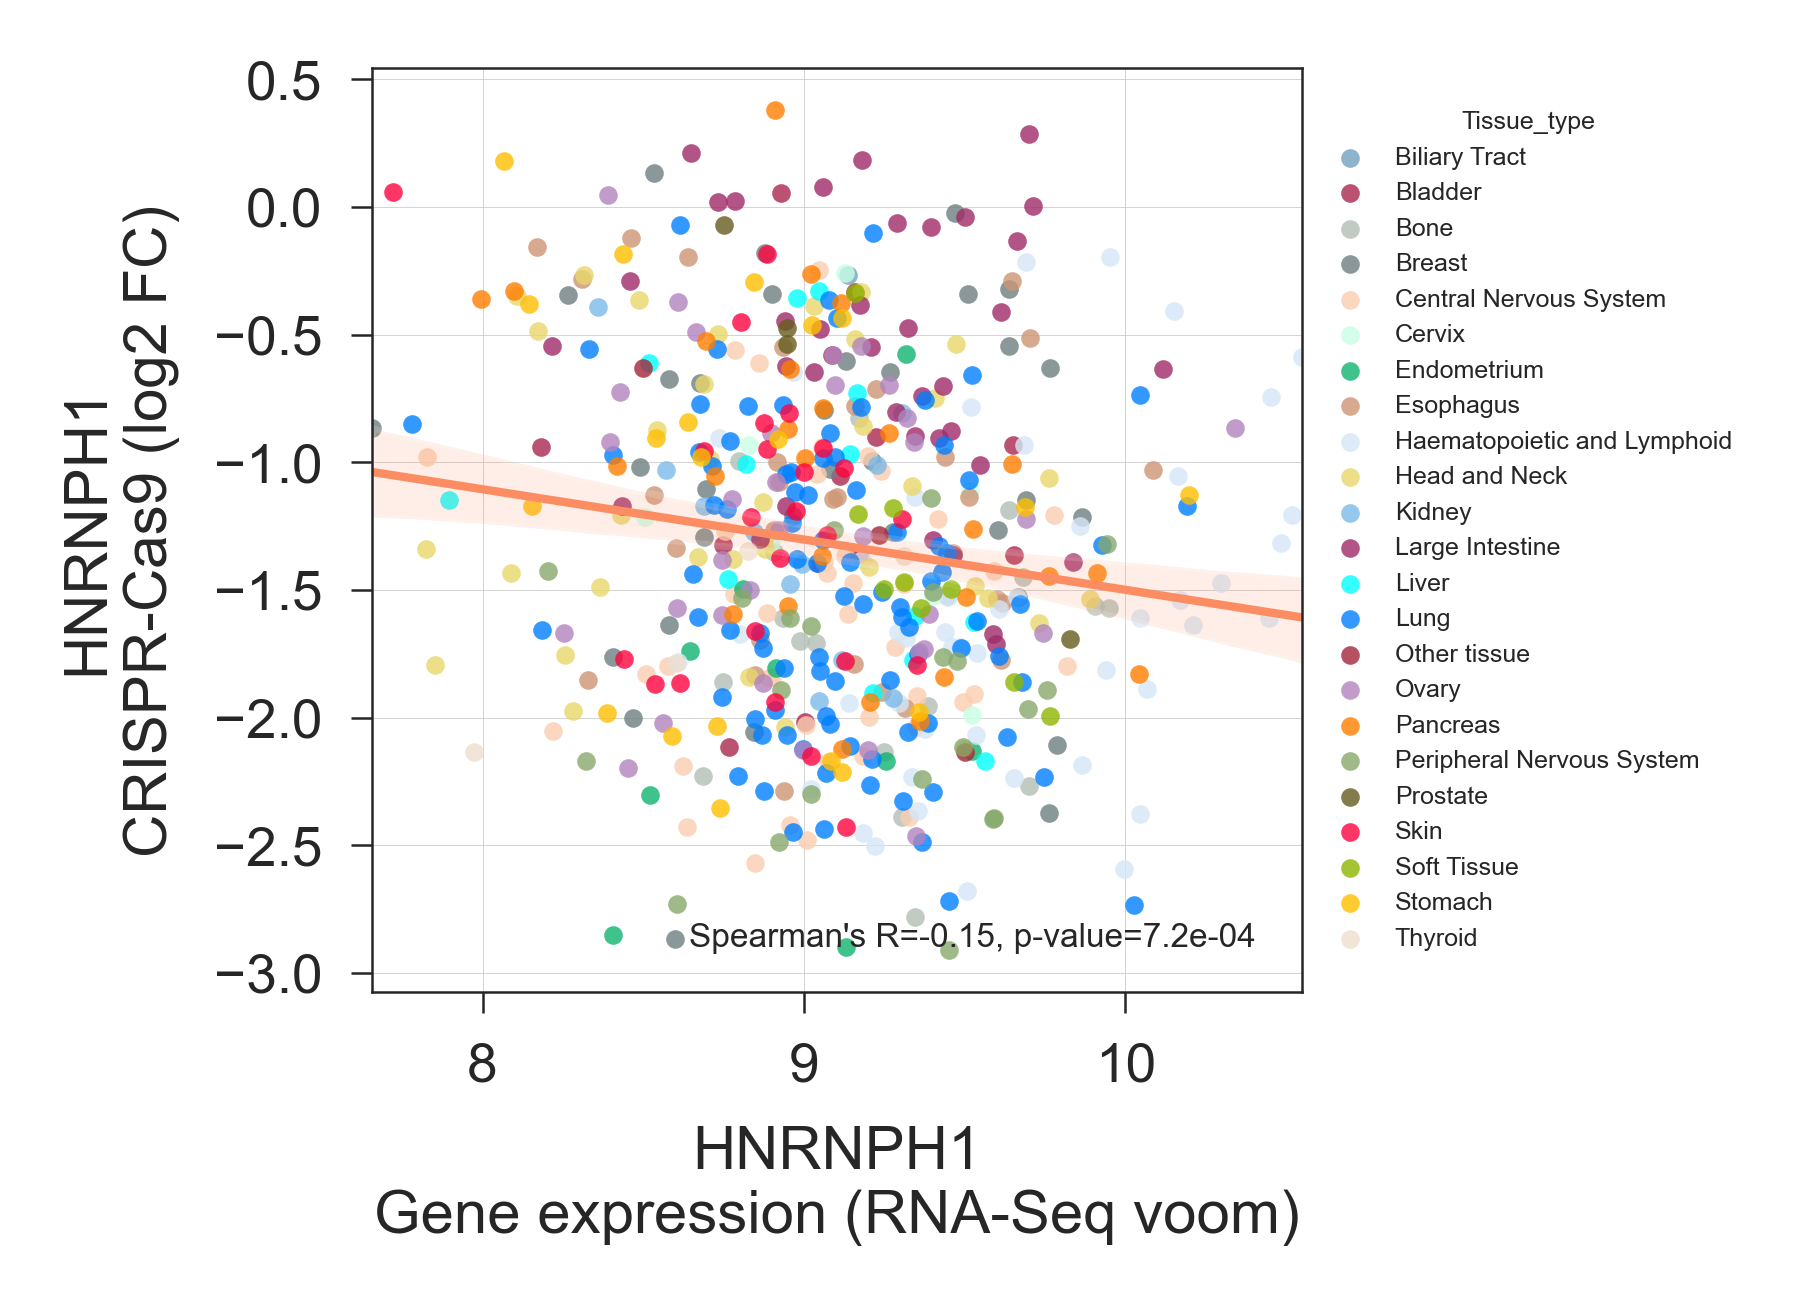 0.5
0.0
−0.5
−1.0
−1.5
−2.0
−2.5
−3.0
HNRNPH1
CRISPR-Cas9 (log2 FC)
Spearman's R=-0.15, p-value=7.2e-04
8
9
10
HNRNPH1
Gene expression (RNA-Seq voom)
Tissue_type
Biliary Tract
Bladder
Bone
Breast
Central Nervous System
Cervix
Endometrium
Esophagus
Haematopoietic and Lymphoid
Head and Neck
Kidney
Large Intestine
Liver
Lung
Other tissue
Ovary
Pancreas
Peripheral Nervous System
Prostate
Skin
Soft Tissue
Stomach
Thyroid